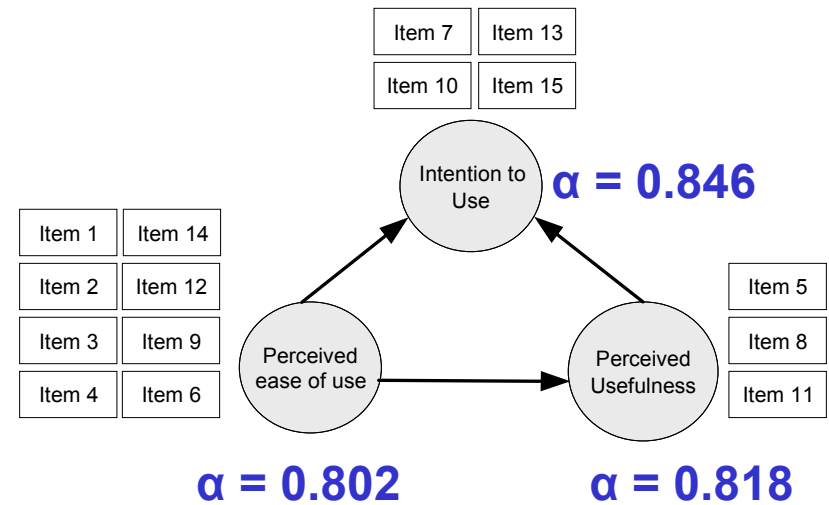 Item 7
Item 13
Item 10
Item 15
Intention to
Use
α = 0.846
Item 1
Item 14
Item 2
Item 12
Item 3
Item 9
Item 4
Item 6
Perceived
ease of use
α = 0.802
Item 5
Item 8
Item 11
Perceived
Usefulness
α = 0.818